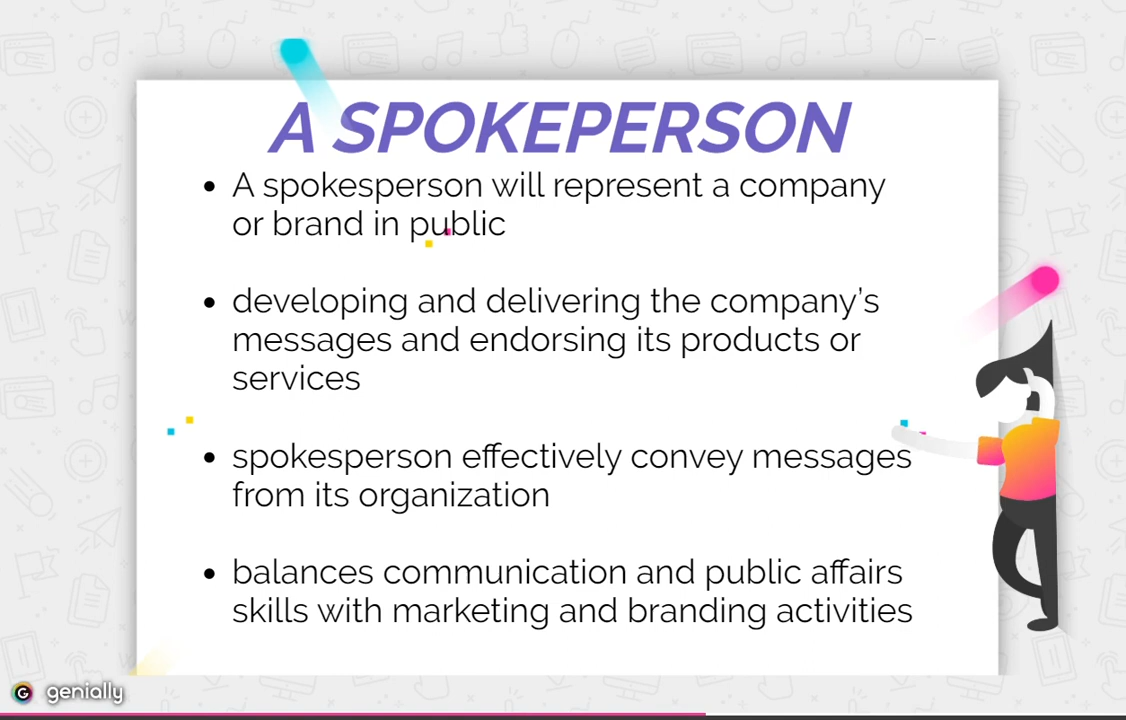 A SPOKEPERSON
• A spokesperson will represent a company
or brand in public
• developing and delivering the company’s
messages and endorsing its products or
services
• spokesperson effectively convey messages
from its organization
• balances communication and public affairs
skills with marketing and branding activities
G genially